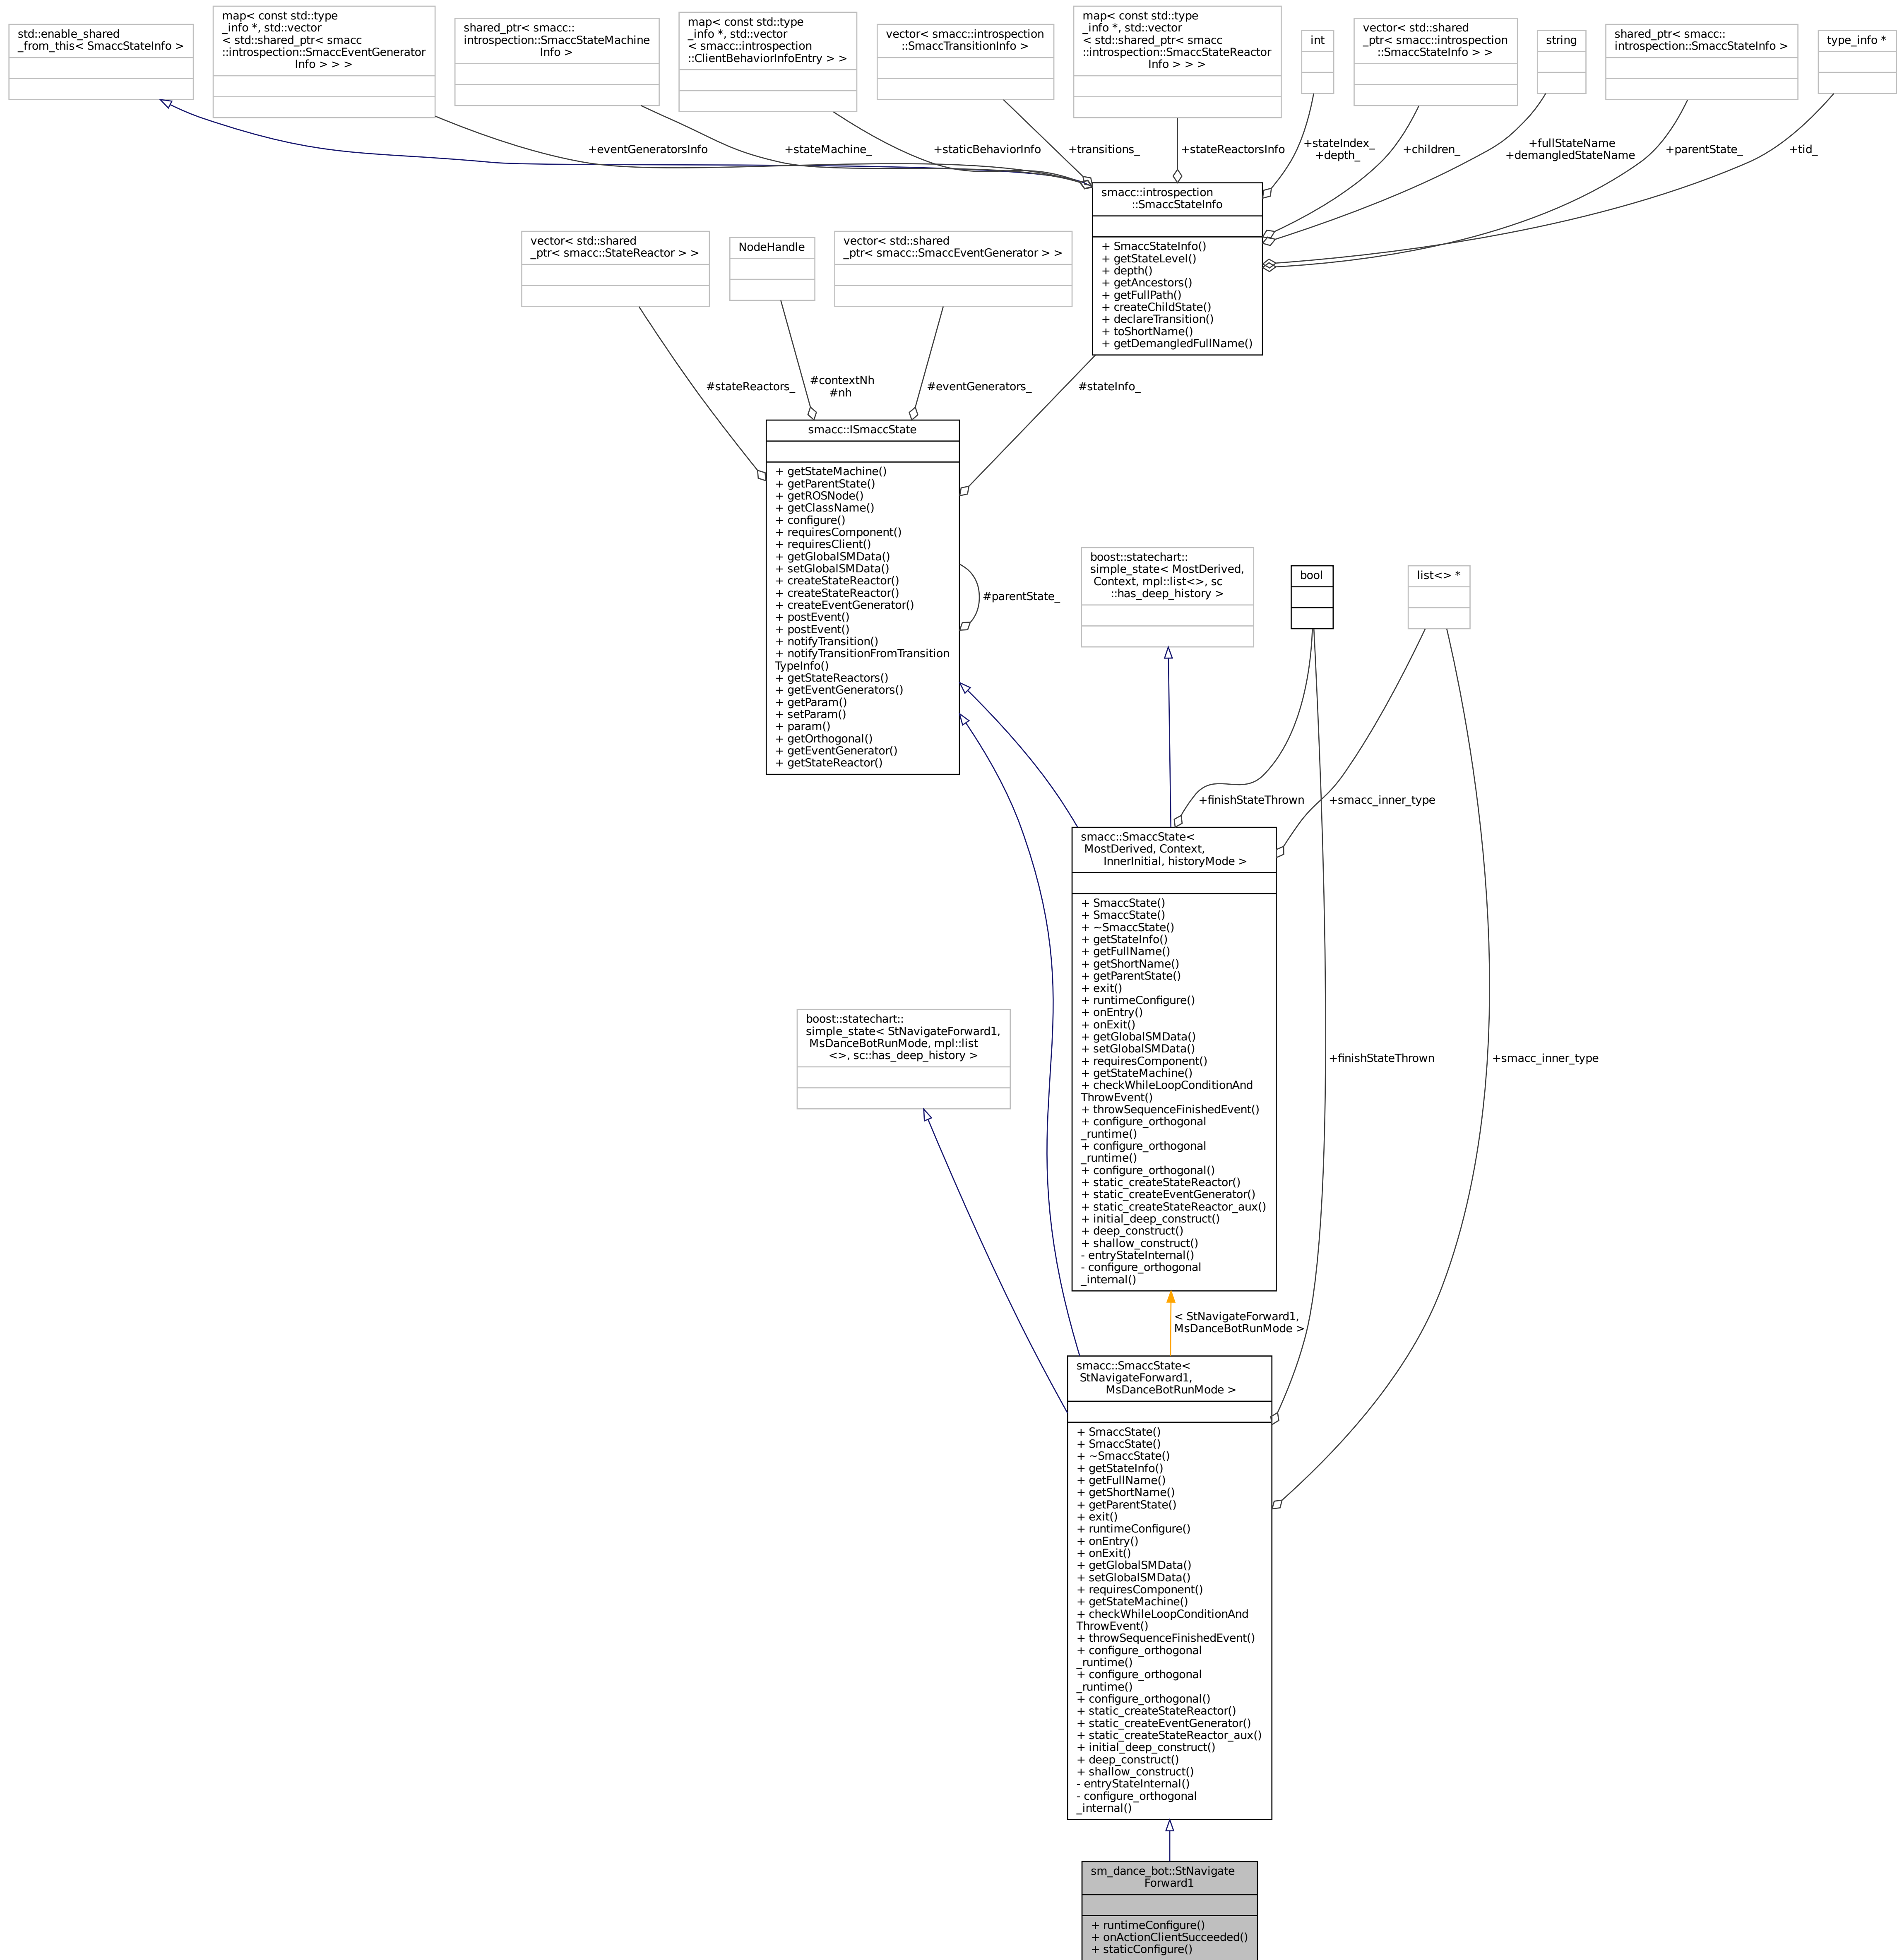 std::enable_shared
_from_this< SmaccStateInfo >
map< const std::type
_info *, std::vector
< std::shared_ptr< smacc
::introspection::SmaccEventGenerator
Info > > >
shared_ptr< smacc::
introspection::SmaccStateMachine
Info >
map< const std::type
_info *, std::vector
< smacc::introspection
::ClientBehaviorInfoEntry > >
vector< smacc::introspection
::SmaccTransitionInfo >
map< const std::type
_info *, std::vector
< std::shared_ptr< smacc
::introspection::SmaccStateReactor
Info > > >
int
vector< std::shared
_ptr< smacc::introspection
::SmaccStateInfo > >
string
shared_ptr< smacc::
introspection::SmaccStateInfo >
type_info *
+eventGeneratorsInfo
+stateMachine_
+staticBehaviorInfo
+transitions_
+stateReactorsInfo
+stateIndex_
+depth_
+children_
+fullStateName
+demangledStateName
+parentState_
+tid_
smacc::introspection
::SmaccStateInfo
+ SmaccStateInfo()
+ getStateLevel()
+ depth()
+ getAncestors()
+ getFullPath()
+ createChildState()
+ declareTransition()
+ toShortName()
+ getDemangledFullName()
vector< std::shared
_ptr< smacc::StateReactor > >
NodeHandle
vector< std::shared
_ptr< smacc::SmaccEventGenerator > >
#stateReactors_
#contextNh
#nh
#eventGenerators_
#stateInfo_
smacc::ISmaccState
+ getStateMachine()
+ getParentState()
+ getROSNode()
+ getClassName()
+ configure()
+ requiresComponent()
+ requiresClient()
+ getGlobalSMData()
+ setGlobalSMData()
+ createStateReactor()
+ createStateReactor()
+ createEventGenerator()
+ postEvent()
+ postEvent()
+ notifyTransition()
+ notifyTransitionFromTransition
TypeInfo()
+ getStateReactors()
+ getEventGenerators()
+ getParam()
+ setParam()
+ param()
+ getOrthogonal()
+ getEventGenerator()
+ getStateReactor()
#parentState_
boost::statechart::
simple_state< MostDerived,
Context, mpl::list<>, sc
::has_deep_history >
bool
list<> *
+finishStateThrown
+smacc_inner_type
smacc::SmaccState<
MostDerived, Context,
InnerInitial, historyMode >
+ SmaccState()
+ SmaccState()
+ ~SmaccState()
+ getStateInfo()
+ getFullName()
+ getShortName()
+ getParentState()
+ exit()
+ runtimeConfigure()
+ onEntry()
+ onExit()
+ getGlobalSMData()
+ setGlobalSMData()
+ requiresComponent()
+ getStateMachine()
+ checkWhileLoopConditionAnd
ThrowEvent()
+ throwSequenceFinishedEvent()
+ configure_orthogonal
_runtime()
+ configure_orthogonal
_runtime()
+ configure_orthogonal()
+ static_createStateReactor()
+ static_createEventGenerator()
+ static_createStateReactor_aux()
+ initial_deep_construct()
+ deep_construct()
+ shallow_construct()
- entryStateInternal()
- configure_orthogonal
_internal()
boost::statechart::
simple_state< StNavigateForward1,
MsDanceBotRunMode, mpl::list
<>, sc::has_deep_history >
+finishStateThrown
+smacc_inner_type
< StNavigateForward1,
MsDanceBotRunMode >
smacc::SmaccState<
StNavigateForward1,
MsDanceBotRunMode >
+ SmaccState()
+ SmaccState()
+ ~SmaccState()
+ getStateInfo()
+ getFullName()
+ getShortName()
+ getParentState()
+ exit()
+ runtimeConfigure()
+ onEntry()
+ onExit()
+ getGlobalSMData()
+ setGlobalSMData()
+ requiresComponent()
+ getStateMachine()
+ checkWhileLoopConditionAnd
ThrowEvent()
+ throwSequenceFinishedEvent()
+ configure_orthogonal
_runtime()
+ configure_orthogonal
_runtime()
+ configure_orthogonal()
+ static_createStateReactor()
+ static_createEventGenerator()
+ static_createStateReactor_aux()
+ initial_deep_construct()
+ deep_construct()
+ shallow_construct()
- entryStateInternal()
- configure_orthogonal
_internal()
sm_dance_bot::StNavigate
Forward1
+ runtimeConfigure()
+ onActionClientSucceeded()
+ staticConfigure()